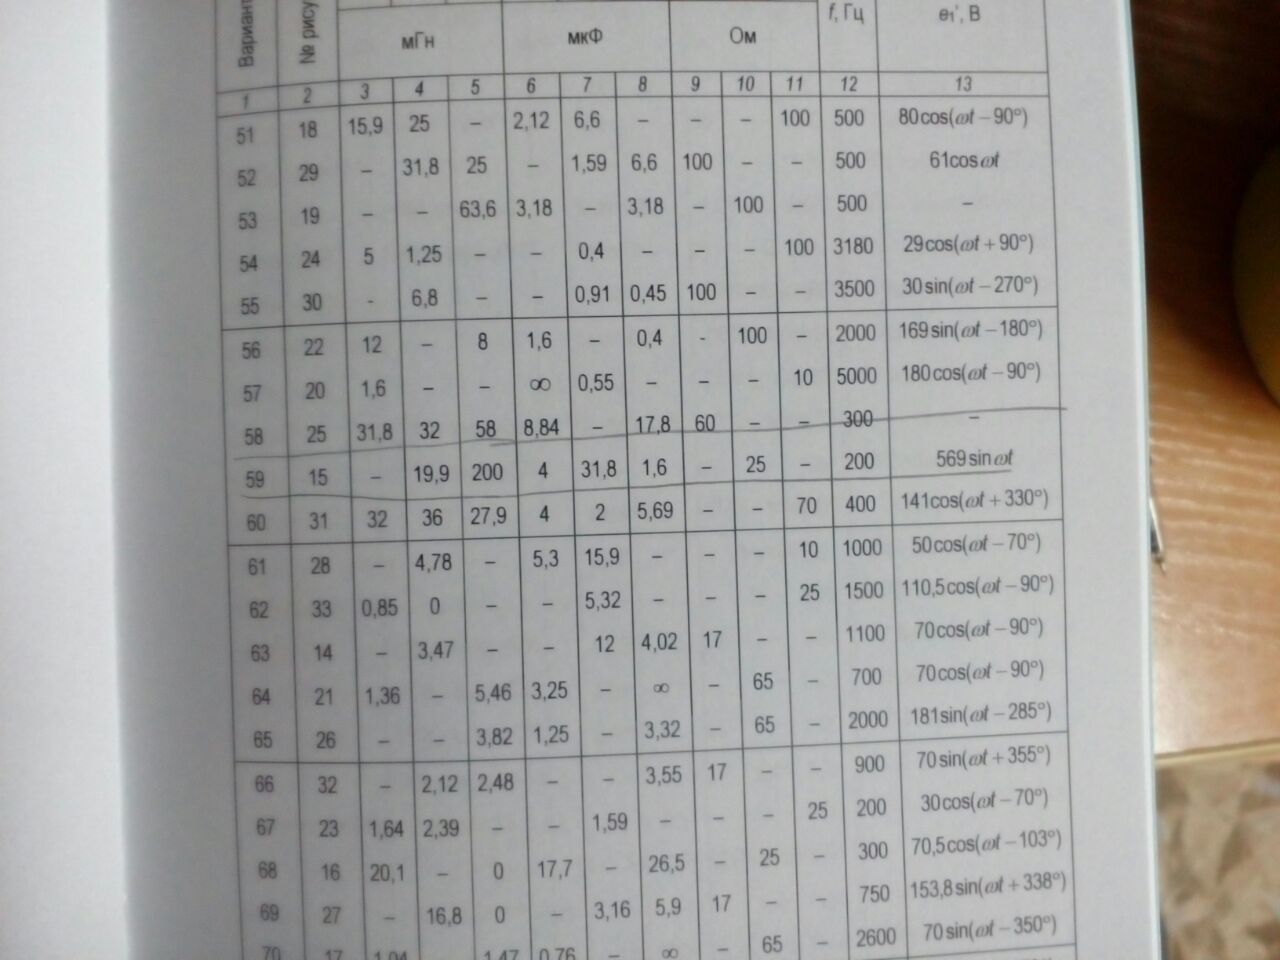 Вариант № рису мГн мкФ Ом f, Гц e₁', В
1 2 3 4 5 6 7 8 9 10 11 12 13
51 18 15,9 25 – 2,12 6,6 – – – 100 500 80cos(ωt – 90°)
52 29 – 31,8 25 – 1,59 6,6 100 – – 500 61cosωt
53 19 – – 63,6 3,18 – 3,18 – 100 – 500 –
54 24 5 1,25 – – 0,4 – – – 100 3180 29cos(ωt + 90°)
55 30 - 6,8 – – 0,91 0,45 100 – – 3500 30sin(ωt – 270°)
56 22 12 – 8 1,6 – 0,4 - 100 – 2000 169sin(ωt – 180°)
57 20 1,6 – – ∞ 0,55 – – – 10 5000 180cos(ωt – 90°)
58 25 31,8 32 58 8,84 – 17,8 60 – – 300 –
59 15 – 19,9 200 4 31,8 1,6 – 25 – 200 569sinωt
60 31 32 36 27,9 4 2 5,69 – – 70 400 141cos(ωt + 330°)
61 28 – 4,78 – 5,3 15,9 – – – 10 1000 50cos(ωt – 70°)
62 33 0,85 0 – – 5,32 – – – 25 1500 110,5cos(ωt – 90°)
63 14 – 3,47 – – 12 4,02 17 – – 1100 70cos(ωt – 90°)
64 21 1,36 – 5,46 3,25 – ∞ – 65 – 700 70cos(ωt – 90°)
65 26 – – 3,82 1,25 – 3,32 – 65 – 2000 181sin(ωt – 285°)
66 32 – 2,12 2,48 – – 3,55 17 – – 900 70sin(ωt + 355°)
67 23 1,64 2,39 – – 1,59 – – – 25 200 30cos(ωt – 70°)
68 16 20,1 – 0 17,7 – 26,5 – 25 – 300 70,5cos(ωt – 103°)
69 27 – 16,8 0 – 3,16 5,9 17 – – 750 153,8sin(ωt + 338°)
70 17 1,04 – 1,47 0,76 – ∞ – 65 – 2600 70sin(ωt – 350°)